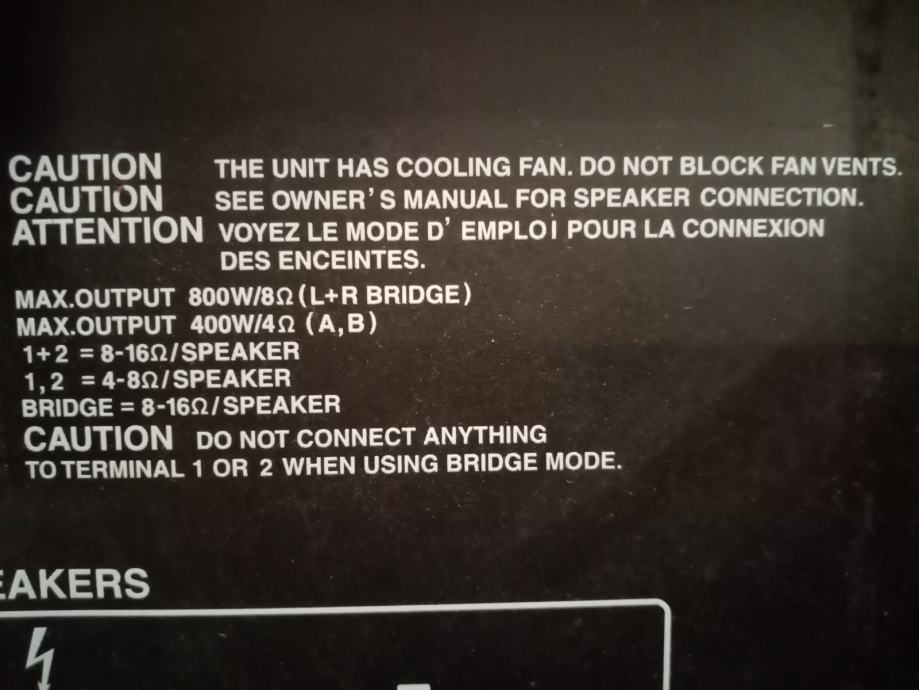 CAUTION THE UNIT HAS COOLING FAN. DO NOT BLOCK FAN VENTS.
CAUTION SEE OWNER'S MANUAL FOR SPEAKER CONNECTION.
ATTENTION VOYEZ LE MODE D' EMPLOI POUR LA CONNEXION
DES ENCEINTES.
MAX.OUTPUT 800W/8Ω (L+R BRIDGE)
MAX.OUTPUT 400W/4Ω (A,B)
1+2 = 8-16Ω/SPEAKER
1,2 = 4-8Ω/SPEAKER
BRIDGE = 8-16Ω/SPEAKER
CAUTION DO NOT CONNECT ANYTHING
TO TERMINAL 1 OR 2 WHEN USING BRIDGE MODE.
EAKERS